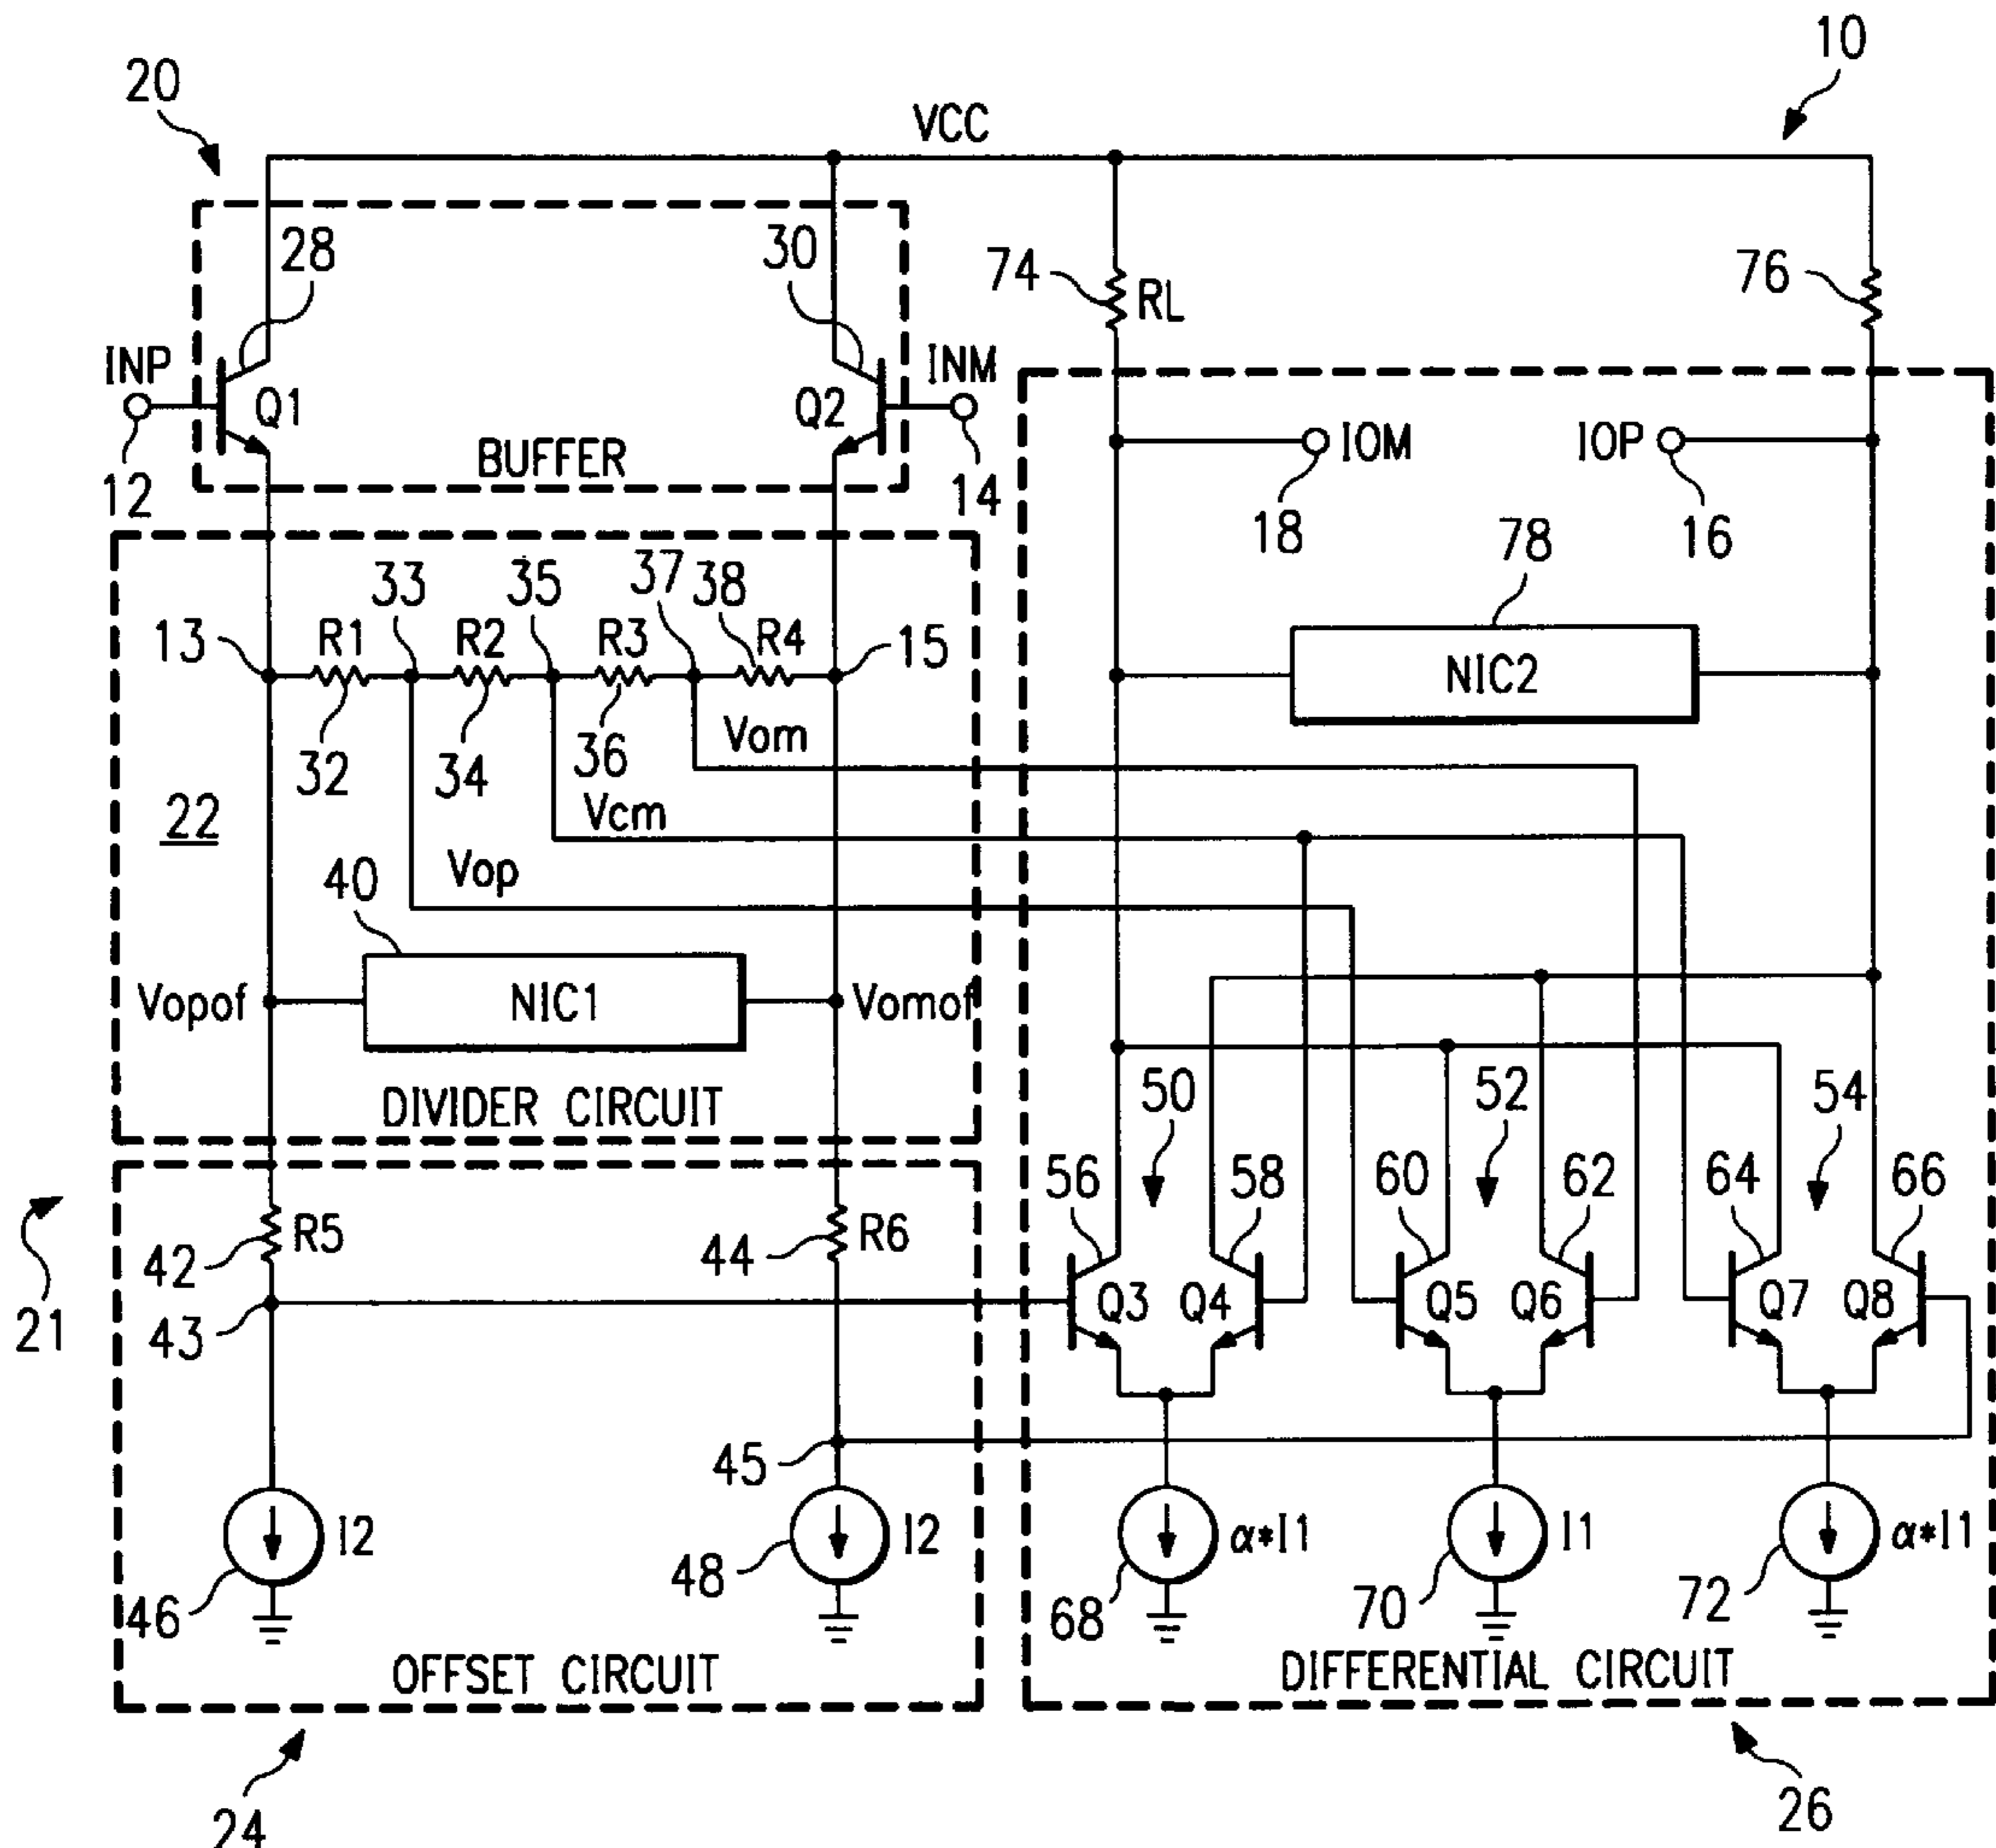 10
20
VCC
28
30
74
RL
76
INP
Q1
Q2
INM
BUFFER
IOM
IOP
12
14
18
16
78
33
35
37
38
13
R1
R2
R3
R4
15
NIC2
32
34
36
Vom
22
Vcm
Vop
40
Vopof
NIC1
Vomof
DIVIDER CIRCUIT
50
52
54
56
58
60
62
64
66
42
R5
44
R6
21
43
Q3
Q4
Q5
Q6
Q7
Q8
45
I2
I2
α*I1
I1
α*I1
46
48
68
70
72
OFFSET CIRCUIT
DIFFERENTIAL CIRCUIT
24
26